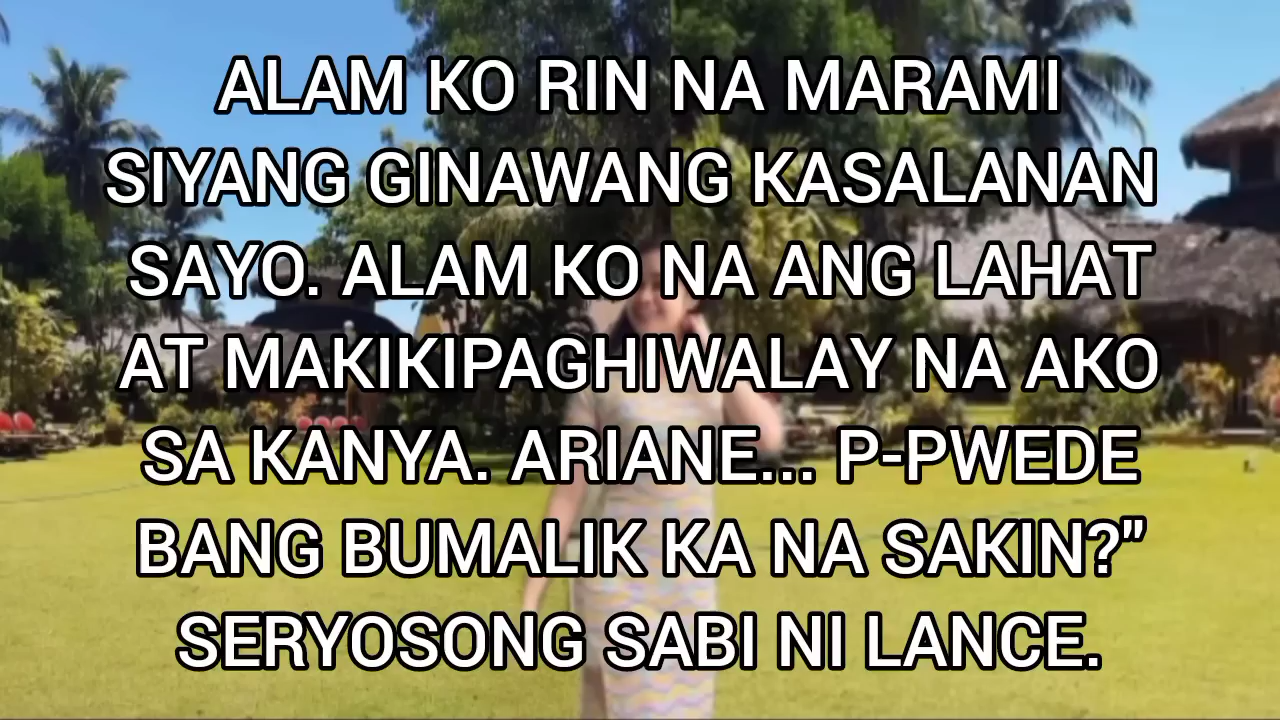 ALAM KO RIN NA MARAMI
SIYANG GINAWANG KASALANAN
SAYO. ALAM KO NA ANG LAHAT
AT MAKIKIPAGHIWALAY NA AKO
SA KANYA. ARIANE... P-PWEDE
BANG BUMALIK KA NA SAKIN?”
SERYOSONG SABI NI LANCE.